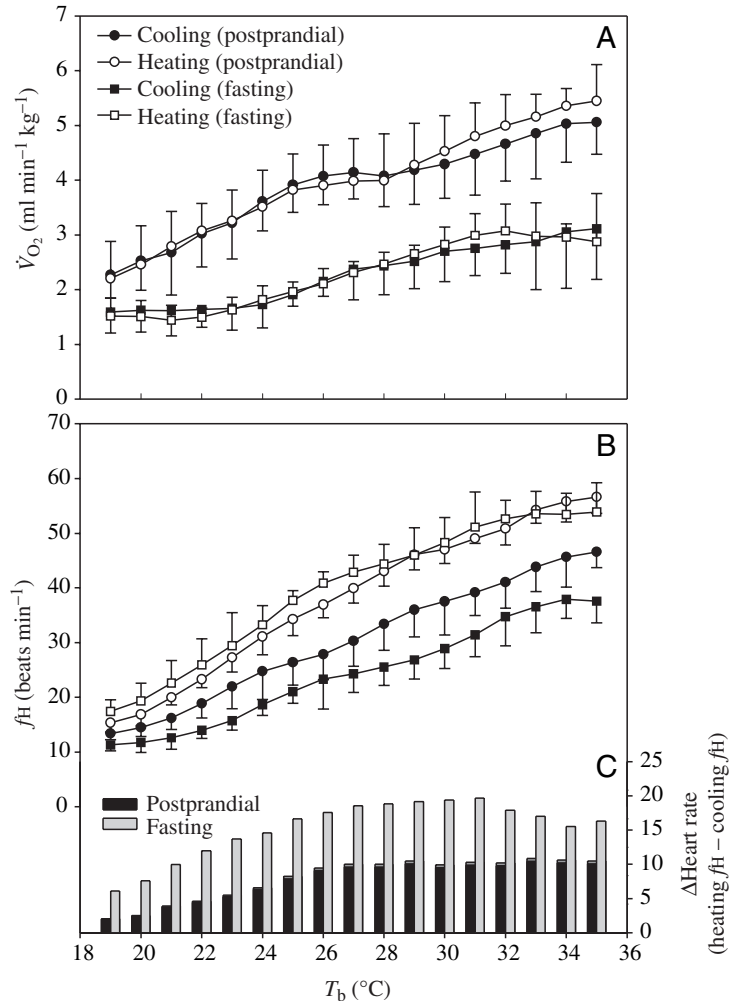 A
Cooling (postprandial)
Heating (postprandial)
Cooling (fasting)
Heating (fasting)
7
6
5
4
3
2
1
0
V̇O₂ (ml min⁻¹ kg⁻¹)
B
70
60
50
40
30
20
10
0
fH (beats min⁻¹)
C
Postprandial
Fasting
25
20
15
10
5
0
ΔHeart rate
(heating fH – cooling fH)
18 20 22 24 26 28 30 32 34 36
Tb (°C)